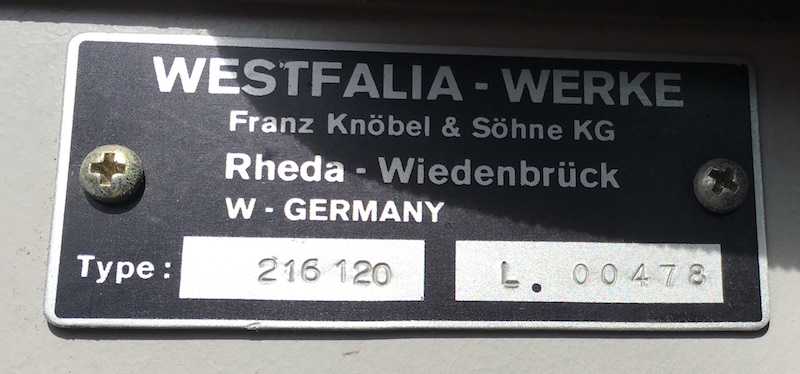 WESTFALIA - WERKE
Franz Knöbel & Söhne KG
Rheda - Wiedenbrück
W - GERMANY
Type: 216 120 L. 00478